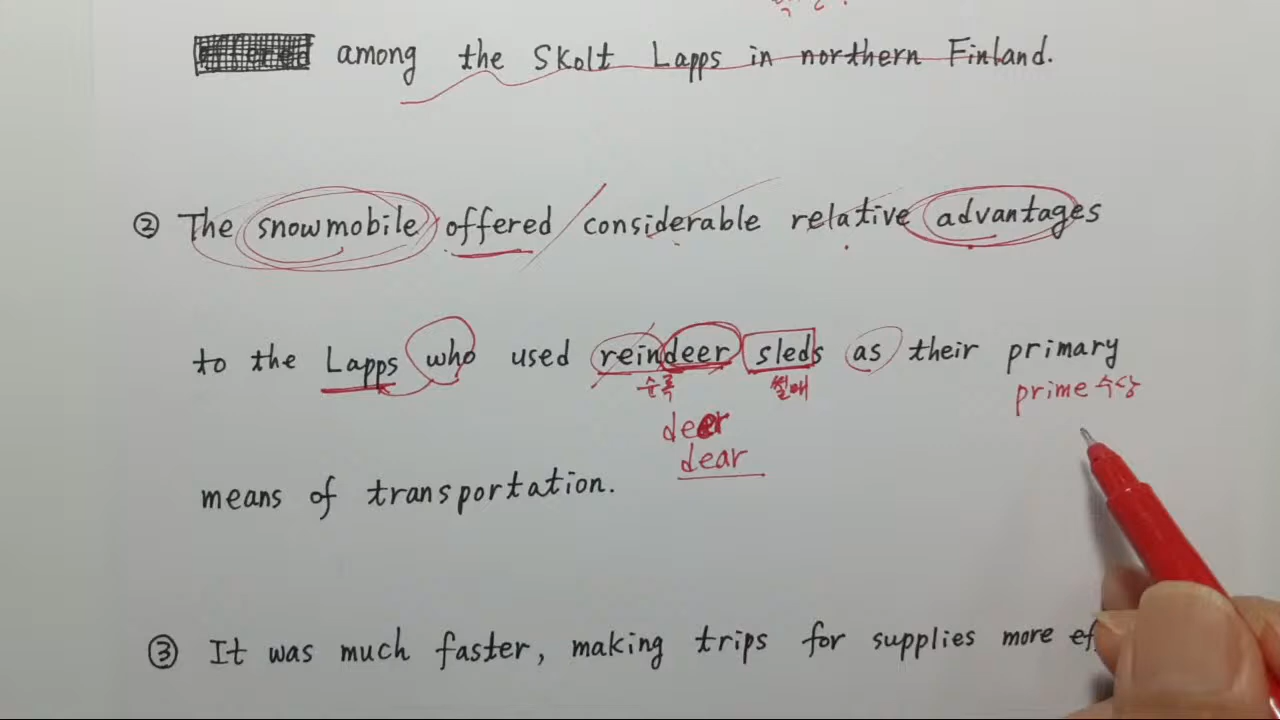 among the Skolt Lapps in northern Finland.
② The snowmobile offered considerable relative advantages
to the Lapps who used reindeer sleds as their primary
순록 썰매 prime 수상
deer
dear
means of transportation.
③ It was much faster, making trips for supplies more